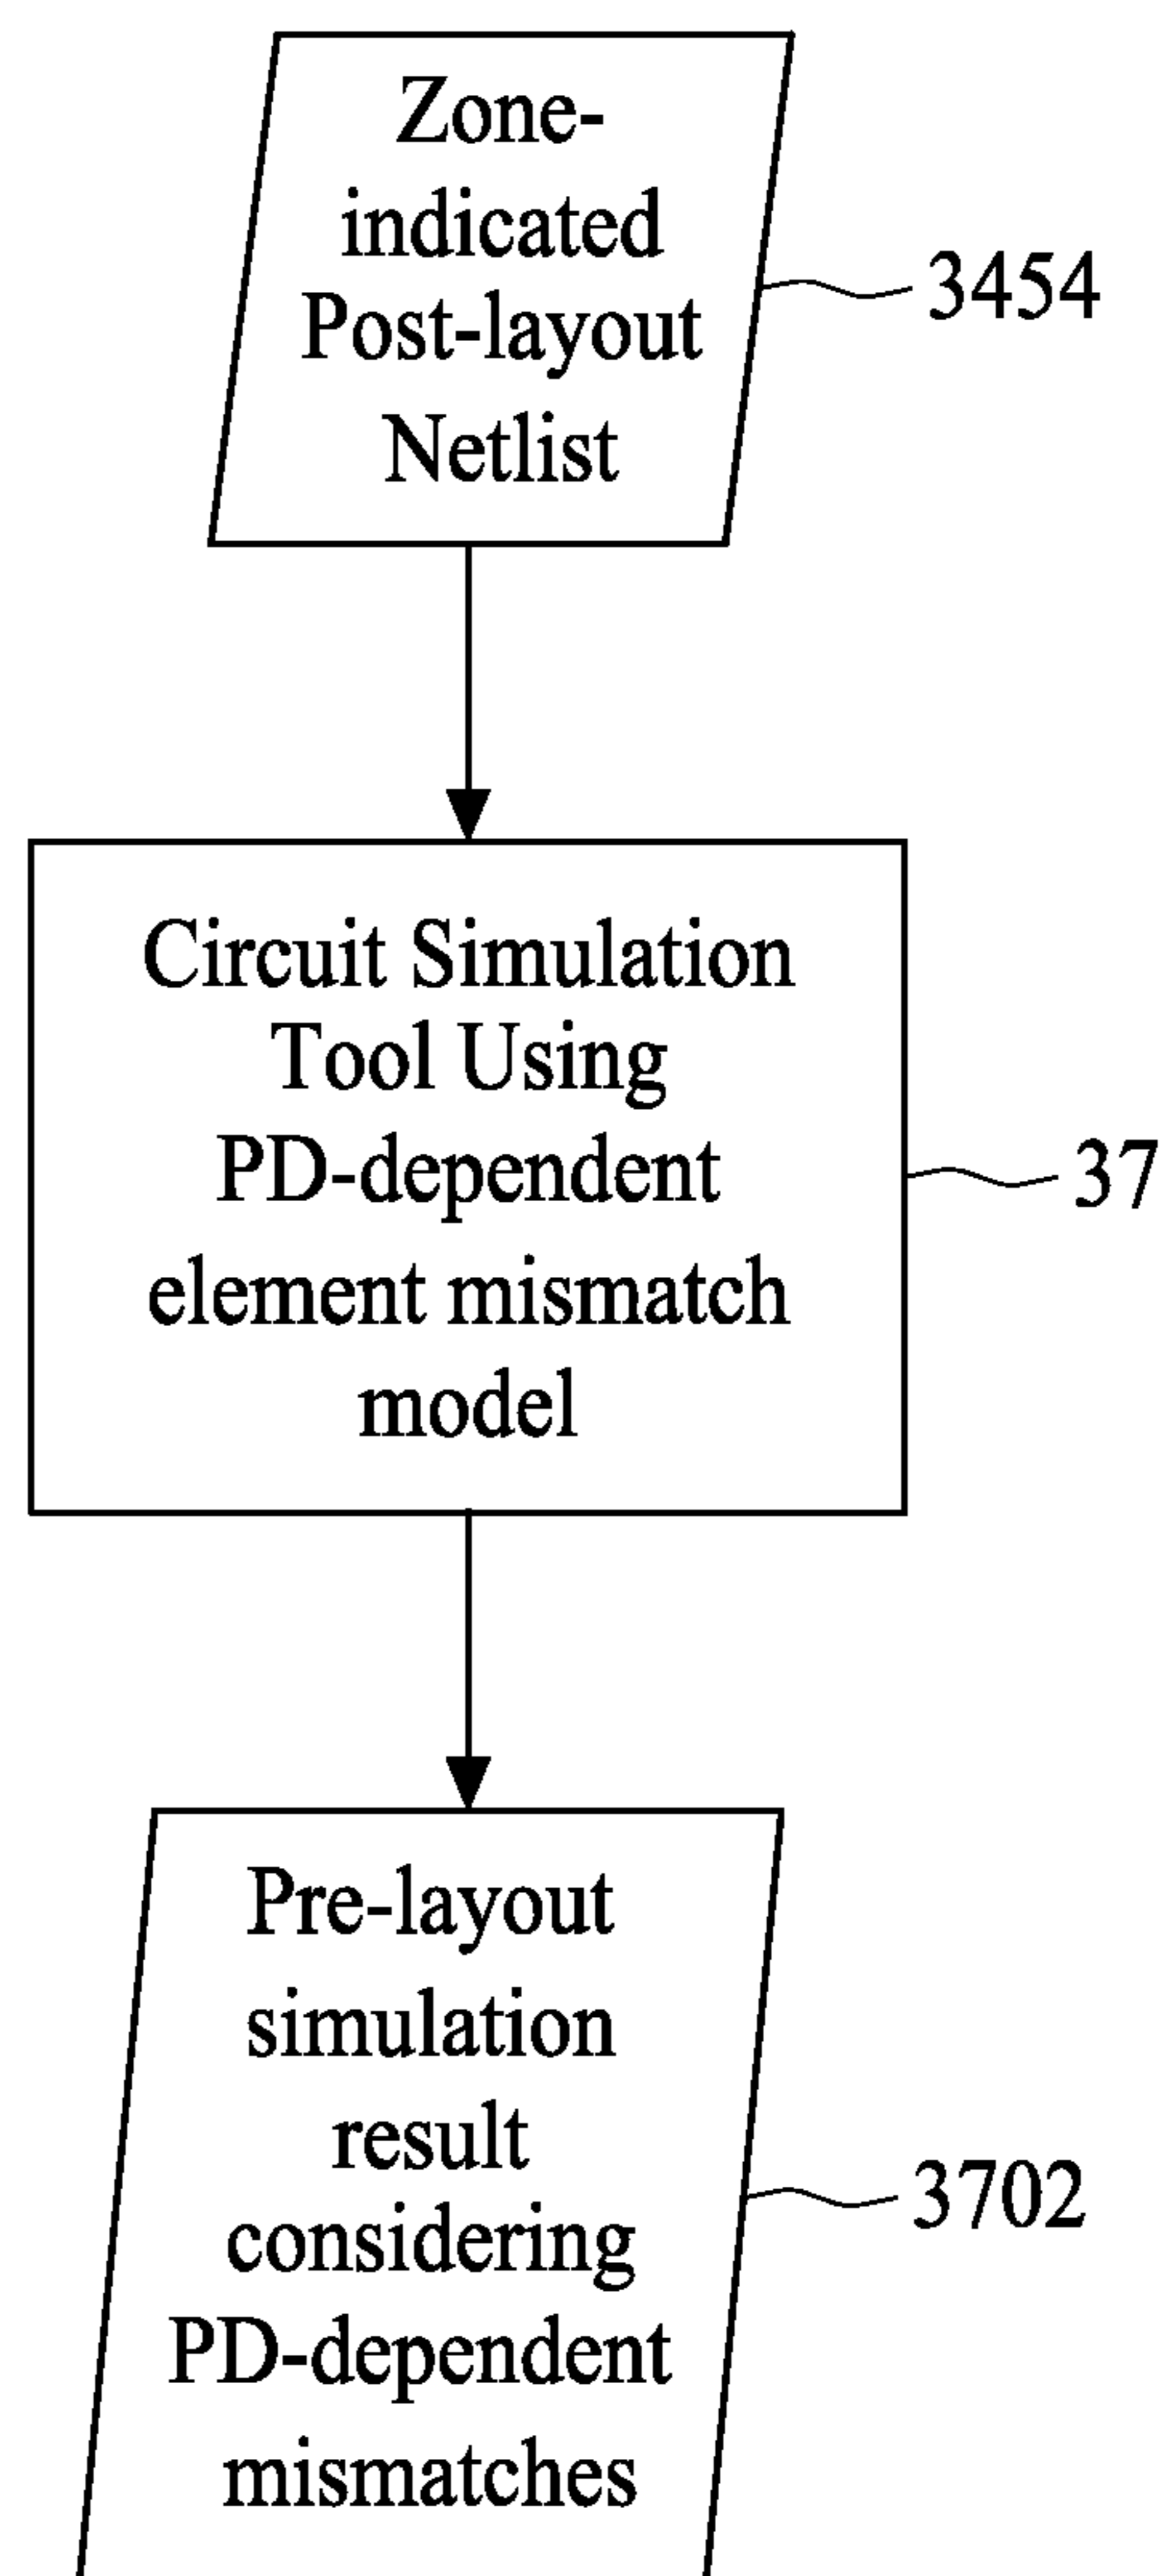 Zone-
indicated
Post-layout
Netlist
3454
Circuit Simulation
Tool Using
PD-dependent
element mismatch
model
37
Pre-layout
simulation
result
considering
PD-dependent
mismatches
3702